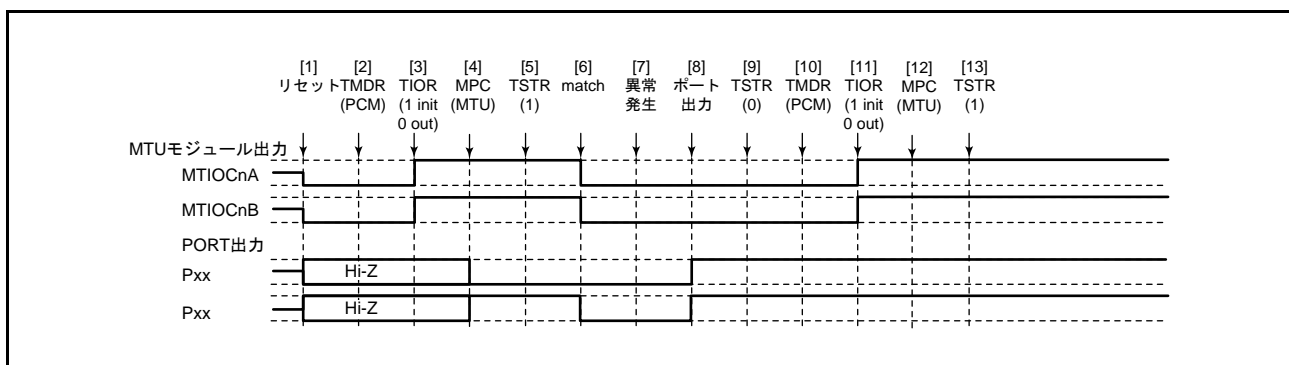 [1] [2] [3] [4] [5] [6] [7] [8] [9] [10] [11] [12] [13]
リセット TMDR TIOR MPC TSTR match 異常 ポート TSTR TMDR TIOR MPC TSTR
(PCM) (1 init (MTU) (1) 発生 出力 (0) (PCM) (1 init (MTU) (1)
0 out) 0 out)
MTUモジュール出力
MTIOCnA
MTIOCnB
PORT出力
Pxx Hi-Z
Pxx Hi-Z